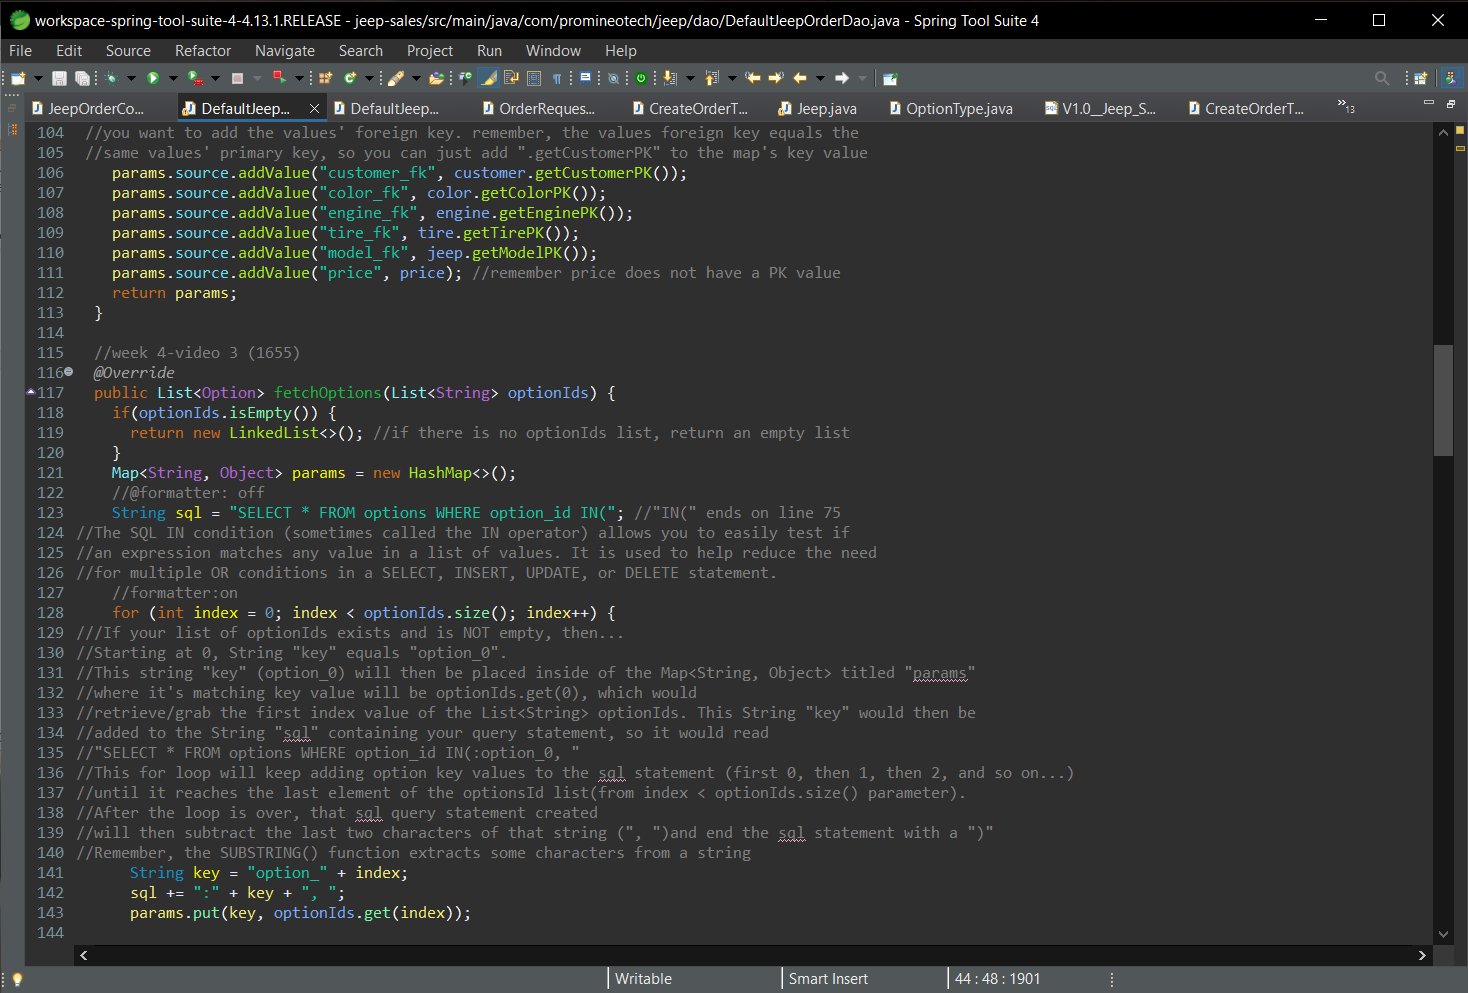 workspace-spring-tool-suite-4-4.13.1.RELEASE - jeep-sales/src/main/java/com/promineotech/jeep/dao/DefaultJeepOrderDao.java - Spring Tool Suite 4
File Edit Source Refactor Navigate Search Project Run Window Help
JeepOrderCo... DefaultJeep... DefaultJeep... OrderReques... CreateOrderT... Jeep.java OptionType.java V1.0__Jeep_S... CreateOrderT... »13
104 //you want to add the values' foreign key. remember, the values foreign key equals the
105 //same values' primary key, so you can just add ".getCustomerPK" to the map's key value
106 params.source.addValue("customer_fk", customer.getCustomerPK());
107 params.source.addValue("color_fk", color.getColorPK());
108 params.source.addValue("engine_fk", engine.getEnginePK());
109 params.source.addValue("tire_fk", tire.getTirePK());
110 params.source.addValue("model_fk", jeep.getModelPK());
111 params.source.addValue("price", price); //remember price does not have a PK value
112 return params;
113 }
114
115 //week 4-video 3 (1655)
116 @Override
117 public List<Option> fetchOptions(List<String> optionIds) {
118 if(optionIds.isEmpty()) {
119 return new LinkedList<>(); //if there is no optionIds list, return an empty list
120 }
121 Map<String, Object> params = new HashMap<>();
122 //@formatter: off
123 String sql = "SELECT * FROM options WHERE option_id IN("; //"IN(" ends on line 75
124 //The SQL IN condition (sometimes called the IN operator) allows you to easily test if
125 //an expression matches any value in a list of values. It is used to help reduce the need
126 //for multiple OR conditions in a SELECT, INSERT, UPDATE, or DELETE statement.
127 //formatter:on
128 for (int index = 0; index < optionIds.size(); index++) {
129 ///If your list of optionIds exists and is NOT empty, then...
130 //Starting at 0, String "key" equals "option_0".
131 //This string "key" (option_0) will then be placed inside of the Map<String, Object> titled "params"
132 //where it's matching key value will be optionIds.get(0), which would
133 //retrieve/grab the first index value of the List<String> optionIds. This String "key" would then be
134 //added to the String "sql" containing your query statement, so it would read
135 //"SELECT * FROM options WHERE option_id IN(:option_0, "
136 //This for loop will keep adding option key values to the sql statement (first 0, then 1, then 2, and so on...)
137 //until it reaches the last element of the optionsId list(from index < optionIds.size() parameter).
138 //After the loop is over, that sql query statement created
139 //will then subtract the last two characters of that string (", ")and end the sql statement with a ")"
140 //Remember, the SUBSTRING() function extracts some characters from a string
141 String key = "option_" + index;
142 sql += ":" + key + ", ";
143 params.put(key, optionIds.get(index));
144
Writable Smart Insert 44 : 48 : 1901